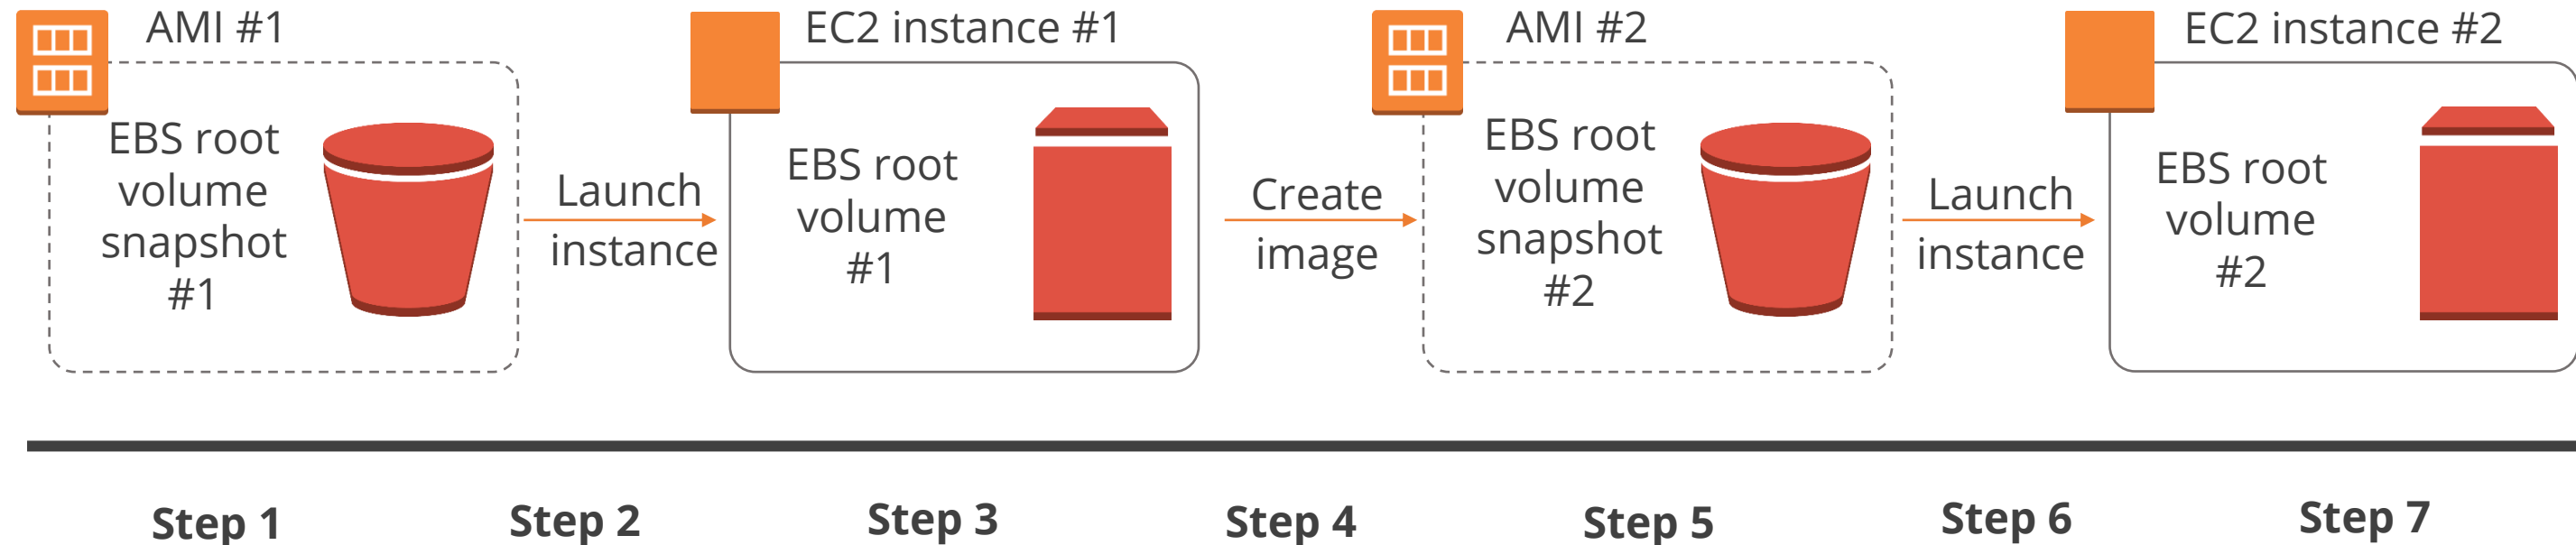 AMI #1
EBS root
volume
snapshot
#1
Launch
instance
EC2 instance #1
EBS root
volume
#1
Create
image
AMI #2
EBS root
volume
snapshot
#2
Launch
instance
EC2 instance #2
EBS root
volume
#2
Step 1
Step 2
Step 3
Step 4
Step 5
Step 6
Step 7